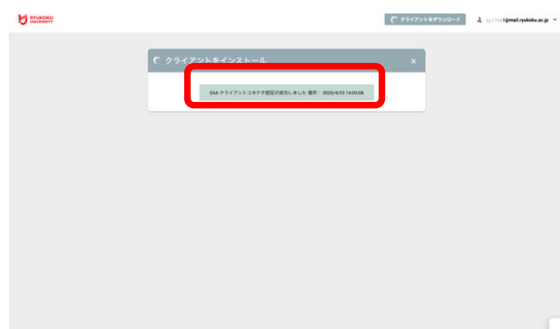 RYUKOKU
UNIVERSITY
クライアントをダウンロード
@mail.ryukoku.ac.jp
クライアントをインストール
×
EAA クライアントコネクタ認証が成功しました 場所： 2020/4/23 14:03:08